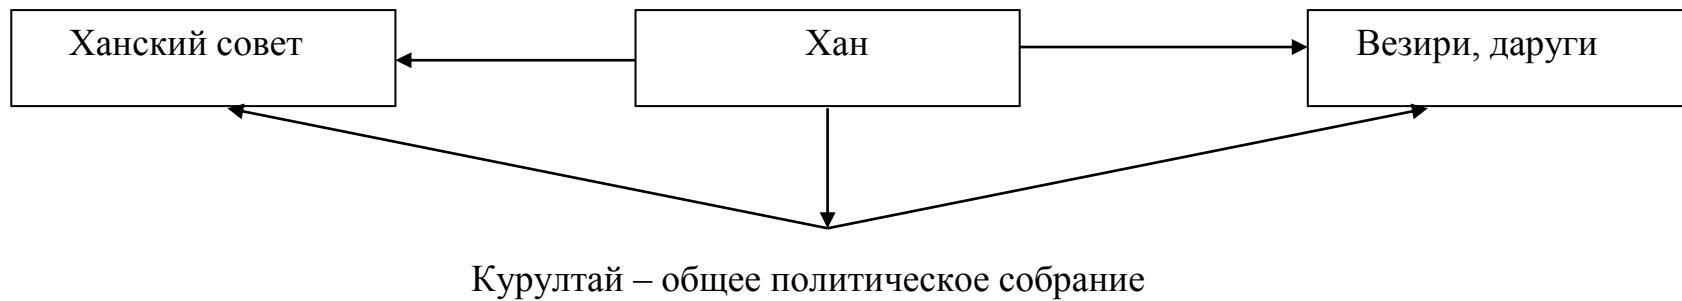 Ханский совет
Хан
Везири, даруги
Курултай – общее политическое собрание